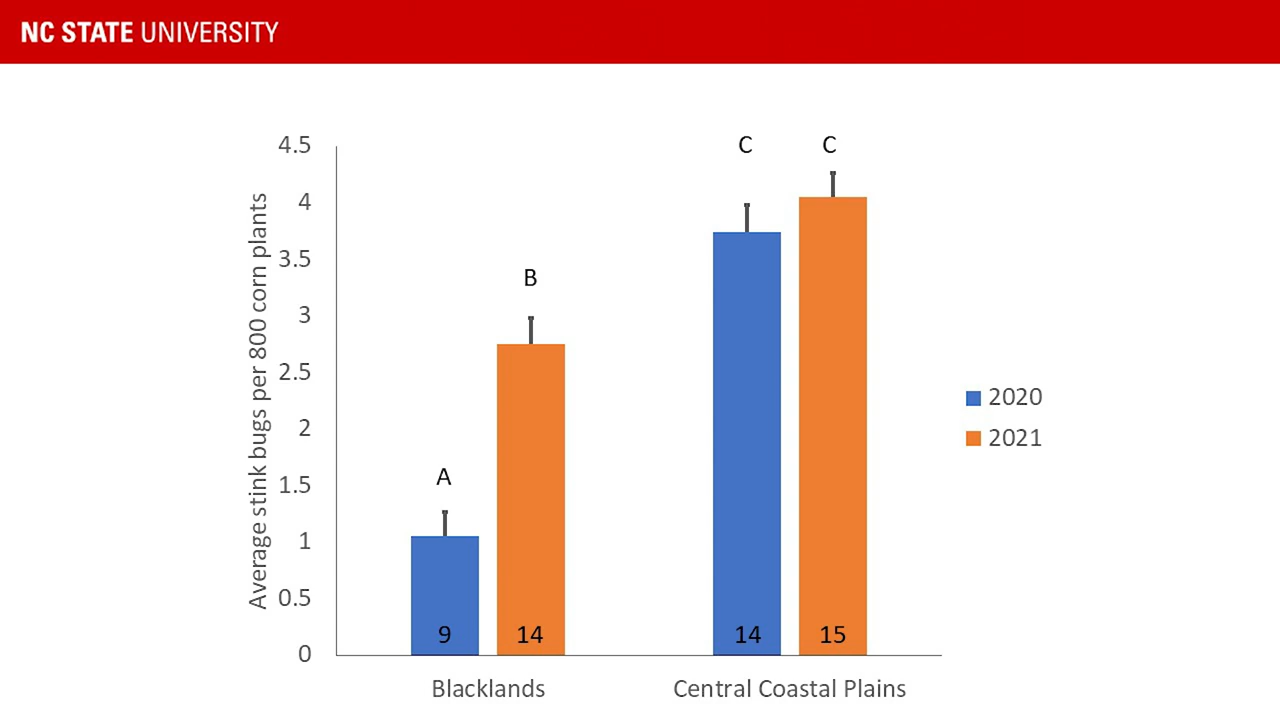 NC STATE UNIVERSITY
Average stink bugs per 800 corn plants
4.5
4
3.5
3
2.5
2
1.5
1
0.5
0
A
B
C
C
9
14
14
15
Blacklands
Central Coastal Plains
2020
2021